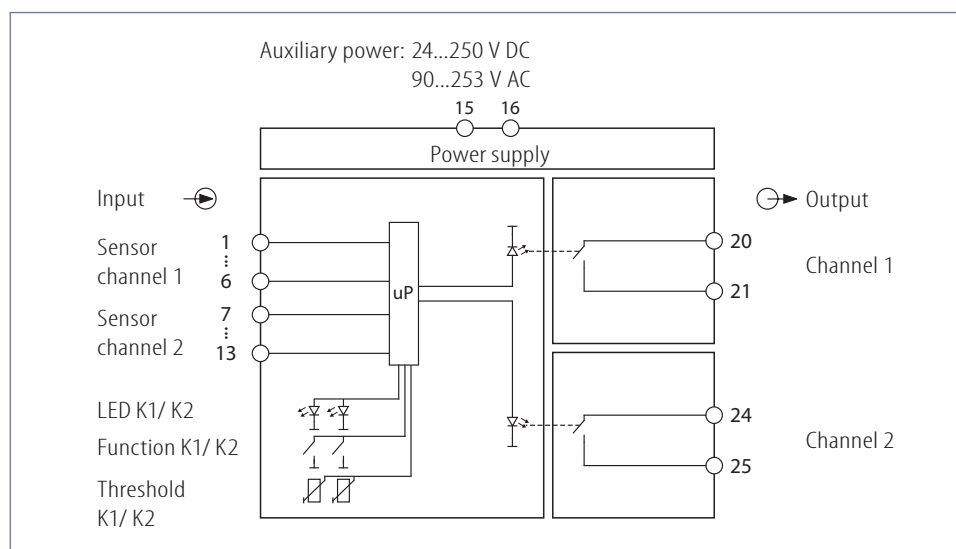 Auxiliary power: 24...250 V DC
90...253 V AC
15 16
Power supply
Input
Output
Sensor
channel 1
1
⋮
6
Sensor
channel 2
7
⋮
13
uP
20
21
Channel 1
LED K1/ K2
Function K1/ K2
Threshold
K1/ K2
24
25
Channel 2